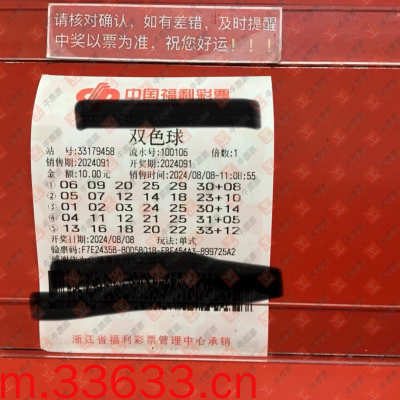 请核对确认,如有差错,及时提醒
中奖以票为准,祝您好运!!!
中国福利彩票
双色球
站 号:33179458 流水号:100106 倍数:1
销售期:2024091 开奖期:2024091
金 额:10.00元 销售时间:2024/08/08-11:08:55
① 06 09 20 25 29 30+08
② 05 07 12 14 18 23+10
③ 01 02 03 24 25 30+14
④ 04 11 12 21 25 31+05
⑤ 13 16 18 20 22 33+12
开奖日期:2024/08/08 玩法:单式
浙江省福利彩票管理中心承销
m.33633.cn